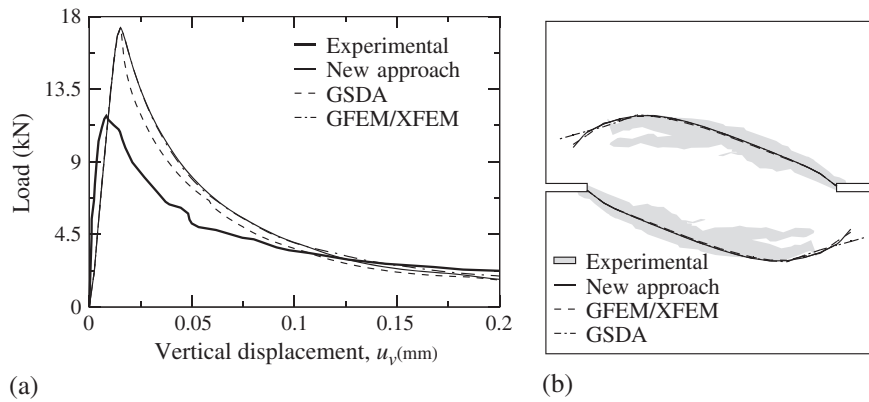 18
13.5
9
4.5
0
Load (kN)
Experimental
New approach
GSDA
GFEM/XFEM
0
0.05
0.1
0.15
0.2
Vertical displacement, u_v(mm)
(a)
Experimental
New approach
GFEM/XFEM
GSDA
(b)